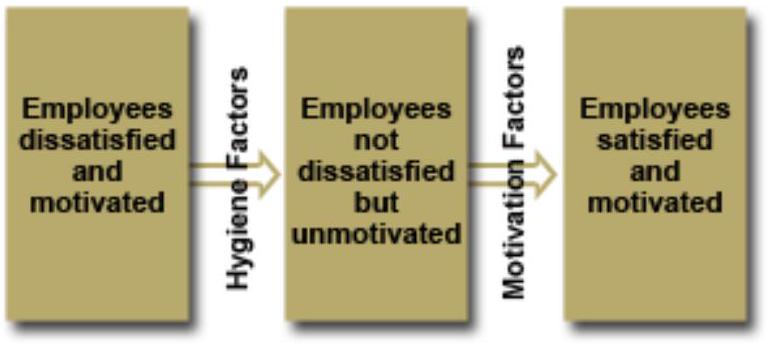 Employees
dissatisfied
and
motivated
Hygiene Factors
Employees
not
dissatisfied
but
unmotivated
Motivation Factors
Employees
satisfied
and
motivated